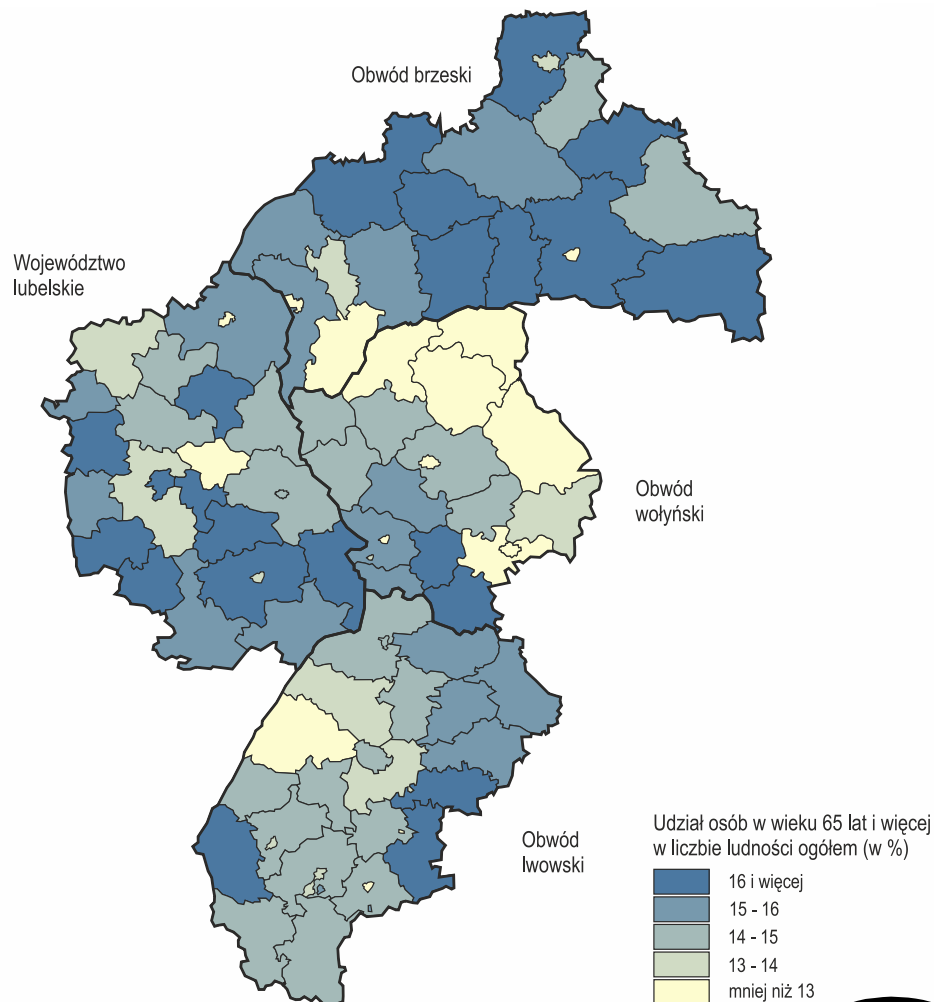 Obwód brzeski
Województwo
lubelskie
Obwód
wołyński
Obwód
lwowski
Udział osób w wieku 65 lat i więcej
w liczbie ludności ogółem (w %)
16 i więcej
15 - 16
14 - 15
13 - 14
mniej niż 13